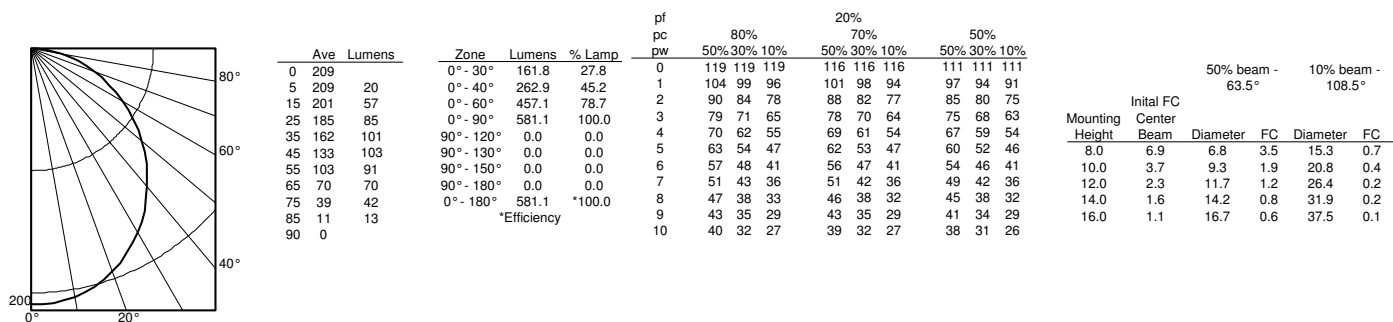 80°
60°
40°
200
0° 20°
Ave Lumens
0 209
5 209 20
15 201 57
25 185 85
35 162 101
45 133 103
55 103 91
65 70 70
75 39 42
85 11 13
90 0
Zone Lumens % Lamp
0° - 30° 161.8 27.8
0° - 40° 262.9 45.2
0° - 60° 457.1 78.7
0° - 90° 581.1 100.0
90° - 120° 0.0 0.0
90° - 130° 0.0 0.0
90° - 150° 0.0 0.0
90° - 180° 0.0 0.0
0° - 180° 581.1 *100.0
*Efficiency
pf 20%
pc 80% 70% 50%
pw 50% 30% 10% 50% 30% 10% 50% 30% 10%
0 119 119 119 116 116 116 111 111 111
1 104 99 96 101 98 94 97 94 91
2 90 84 78 88 82 77 85 80 75
3 79 71 65 78 70 64 75 68 63
4 70 62 55 69 61 54 67 59 54
5 63 54 47 62 53 47 60 52 46
6 57 48 41 56 47 41 54 46 41
7 51 43 36 51 42 36 49 42 36
8 47 38 33 46 38 32 45 38 32
9 43 35 29 43 35 29 41 34 29
10 40 32 27 39 32 27 38 31 26
50% beam - 10% beam -
63.5° 108.5°
Inital FC
Mounting Center
Height Beam Diameter FC Diameter FC
8.0 6.9 6.8 3.5 15.3 0.7
10.0 3.7 9.3 1.9 20.8 0.4
12.0 2.3 11.7 1.2 26.4 0.2
14.0 1.6 14.2 0.8 31.9 0.2
16.0 1.1 16.7 0.6 37.5 0.1